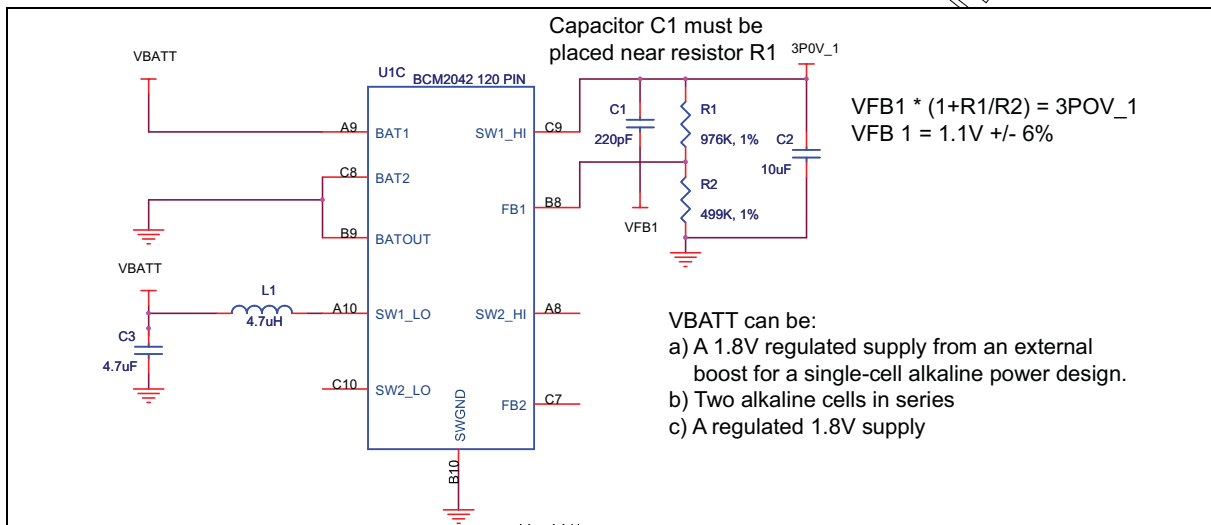 Capacitor C1 must be
placed near resistor R1
VBATT
3P0V_1
U1C
BCM2042 120 PIN
A9
BAT1
SW1_HI
C9
C1
220pF
R1
976K, 1%
C2
10uF
VFB1 * (1+R1/R2) = 3POV_1
VFB 1 = 1.1V +/- 6%
C8
BAT2
B9
BATOUT
FB1
B8
R2
499K, 1%
VFB1
VBATT
L1
4.7uH
A10
SW1_LO
SW2_HI
A8
C3
4.7uF
C10
SW2_LO
FB2
C7
SWGND
B10
VBATT can be:
a) A 1.8V regulated supply from an external
boost for a single-cell alkaline power design.
b) Two alkaline cells in series
c) A regulated 1.8V supply